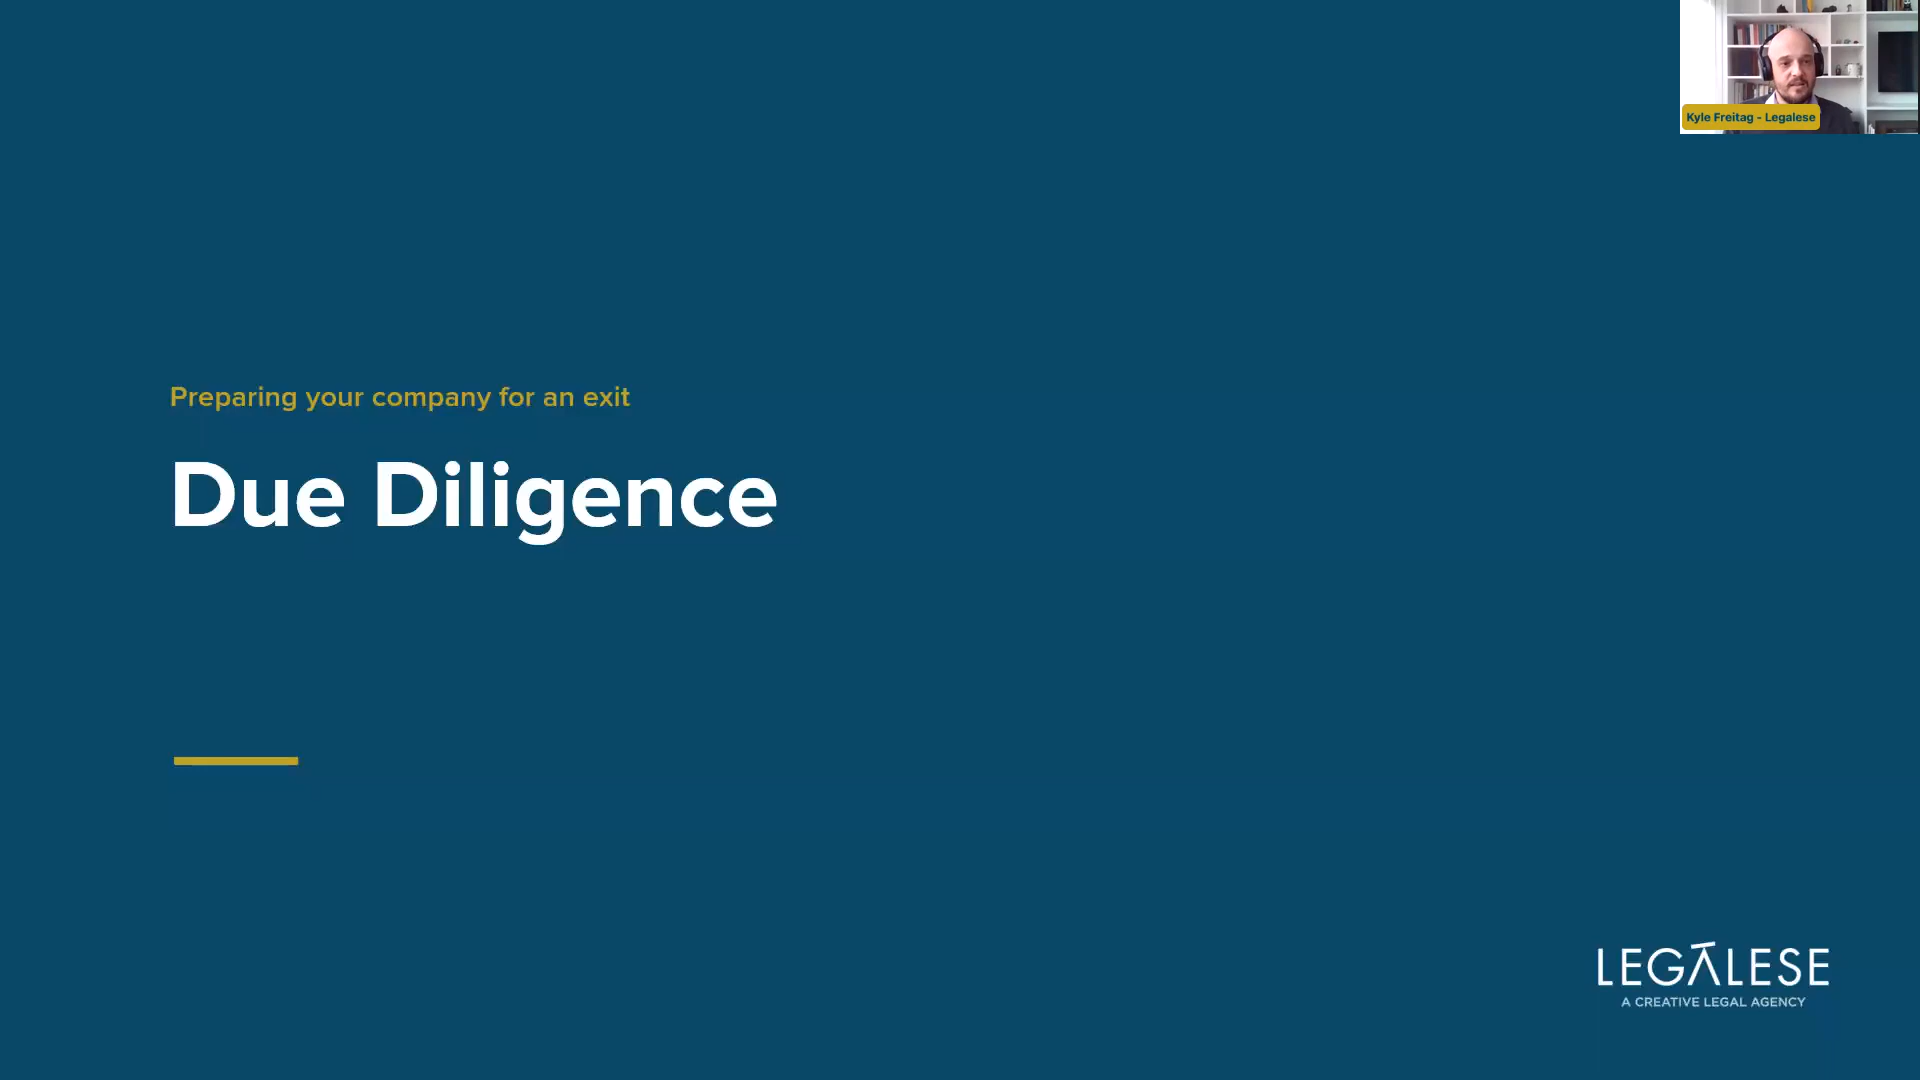 Kyle Freitag - Legalese
Preparing your company for an exit
Due Diligence
LEGALESE
A CREATIVE LEGAL AGENCY